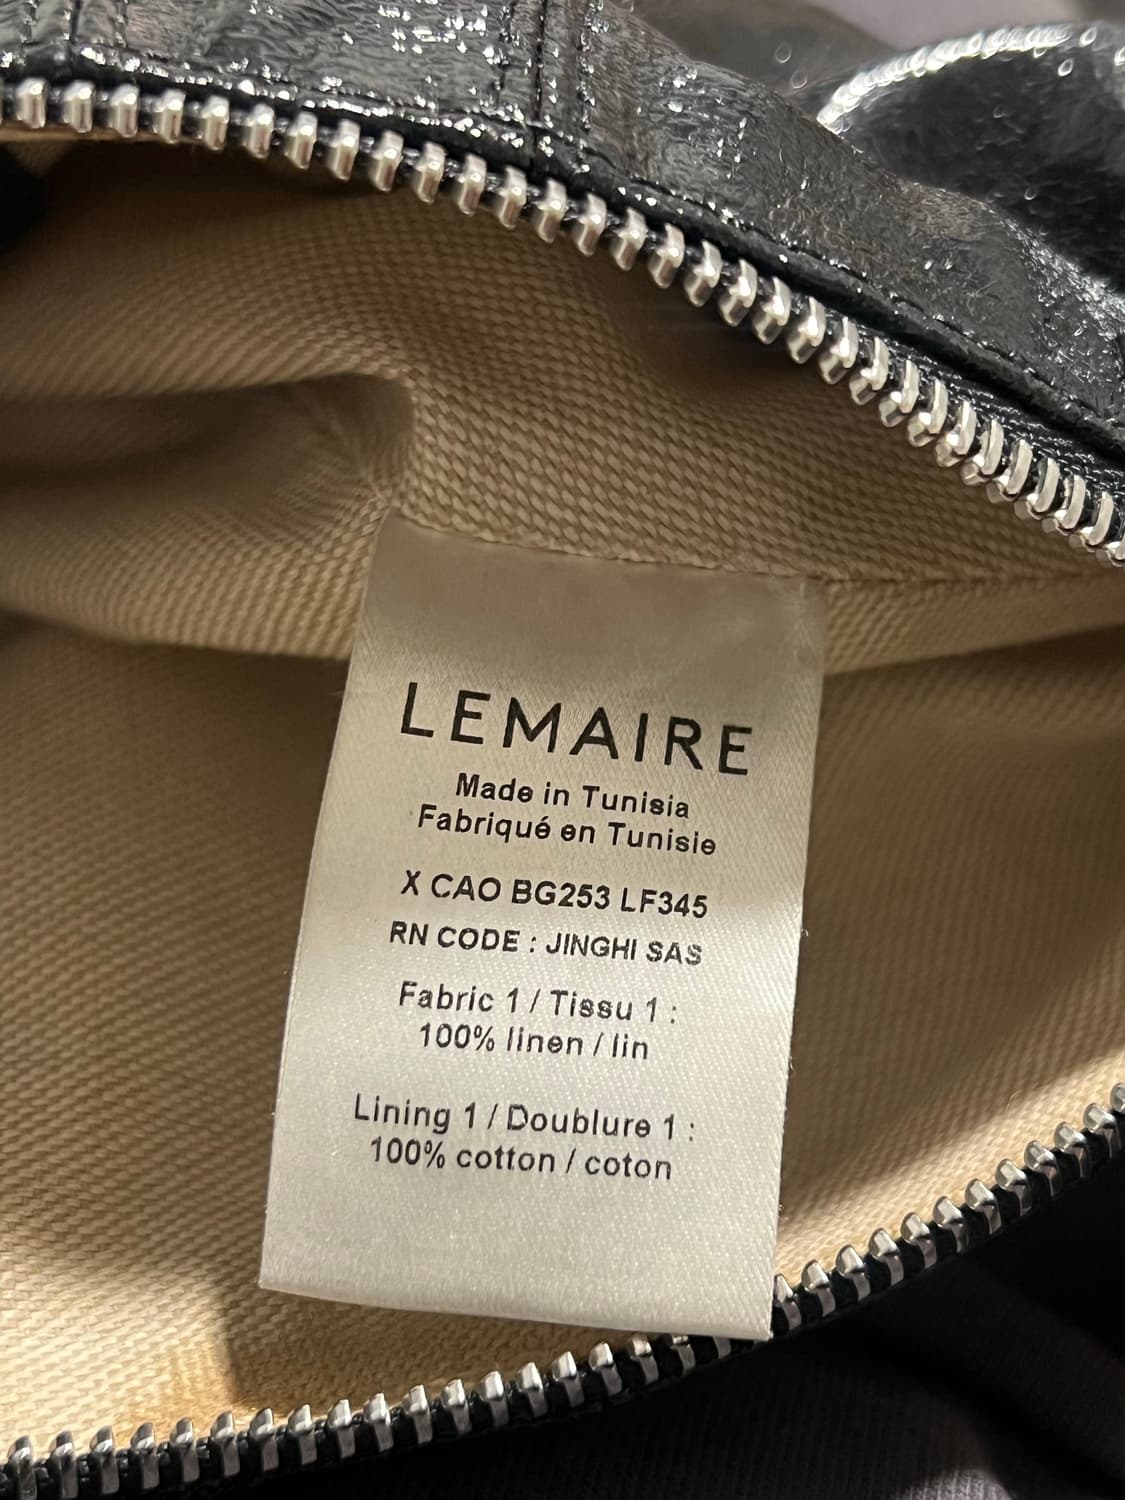 LEMAIRE
Made in Tunisia
Fabriqué en Tunisie
X CAO BG253 LF345
RN CODE : JINGHI SAS
Fabric 1 / Tissu 1 :
100% linen / lin
Lining 1 / Doublure 1 :
100% cotton / coton